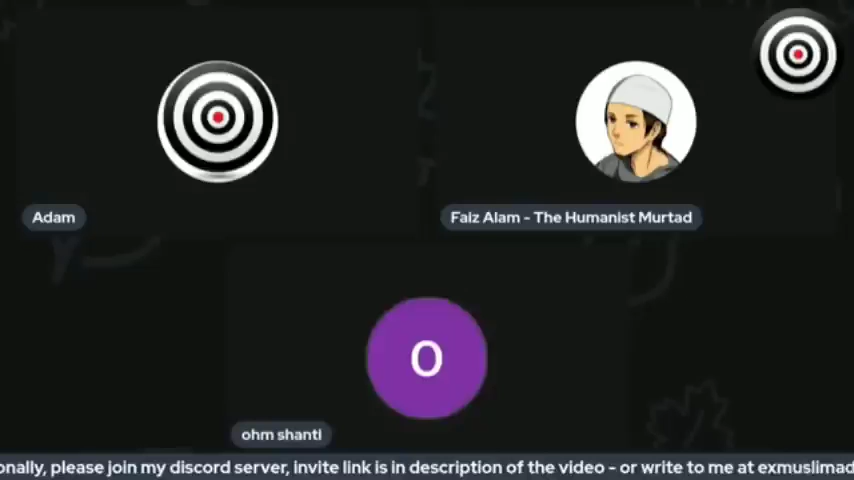 Adam
Faiz Alam - The Humanist Murtad
O
ohm shanti
onally, please join my discord server, invite link is in description of the video - or write to me at exmuslimad